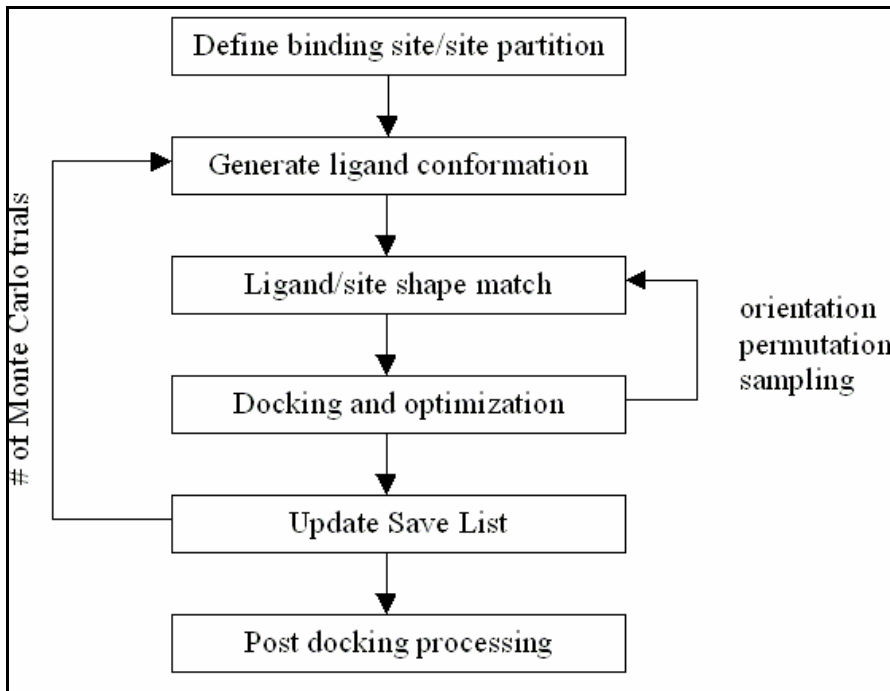 Define binding site/site partition
Generate ligand conformation
# of Monte Carlo trials
Ligand/site shape match
orientation
permutation
sampling
Docking and optimization
Update Save List
Post docking processing